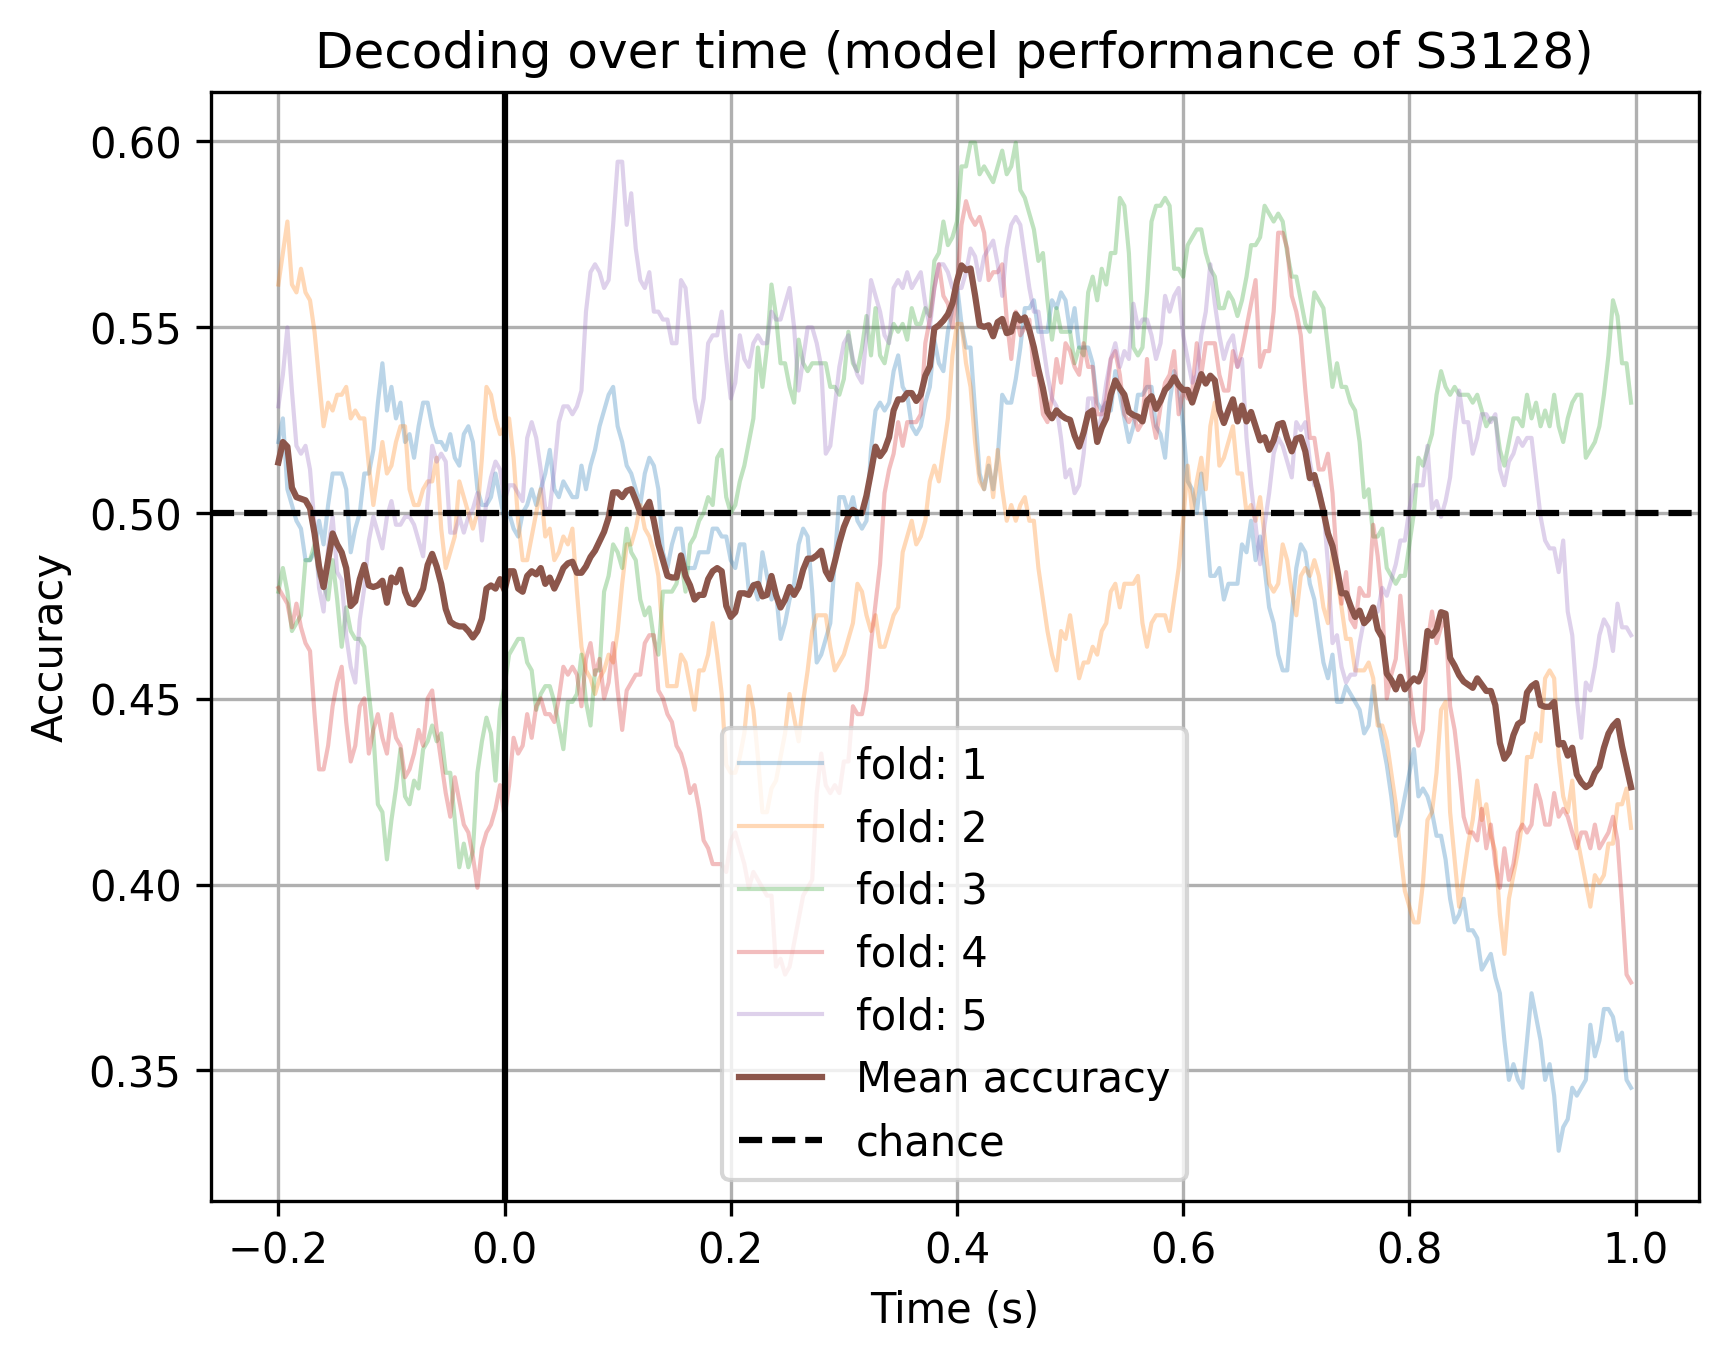 Decoding over time (model performance of S3128)
0.60
0.55
0.50
0.45
0.40
0.35
Accuracy
fold: 1
fold: 2
fold: 3
fold: 4
fold: 5
Mean accuracy
chance
−0.2 0.0 0.2 0.4 0.6 0.8 1.0
Time (s)